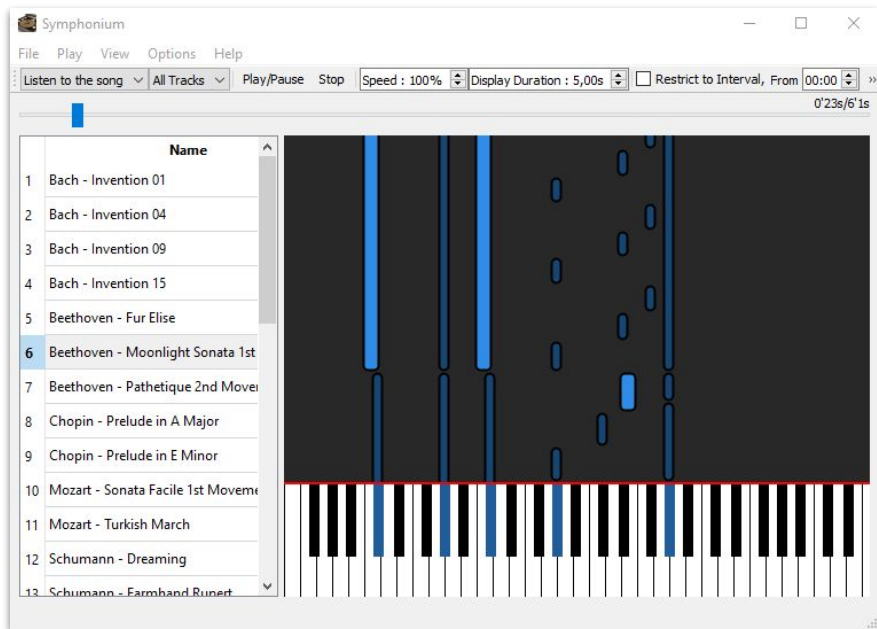 Symphonium
File Play View Options Help
Listen to the song All Tracks Play/Pause Stop Speed : 100% Display Duration : 5,00s Restrict to Interval, From 00:00 »
0'23s/6'1s
Name
1 Bach - Invention 01
2 Bach - Invention 04
3 Bach - Invention 09
4 Bach - Invention 15
5 Beethoven - Fur Elise
6 Beethoven - Moonlight Sonata 1st
7 Beethoven - Pathetique 2nd Mover
8 Chopin - Prelude in A Major
9 Chopin - Prelude in E Minor
10 Mozart - Sonata Facile 1st Moveme
11 Mozart - Turkish March
12 Schumann - Dreaming
13 Schumann - Farmhand Rupert